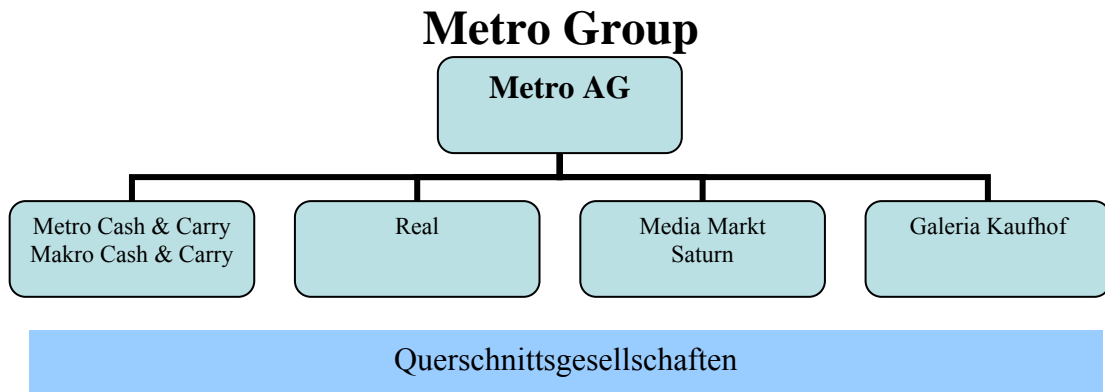 Metro Group
Metro AG
Metro Cash & Carry
Makro Cash & Carry
Real
Media Markt
Saturn
Galeria Kaufhof
Querschnittsgesellschaften